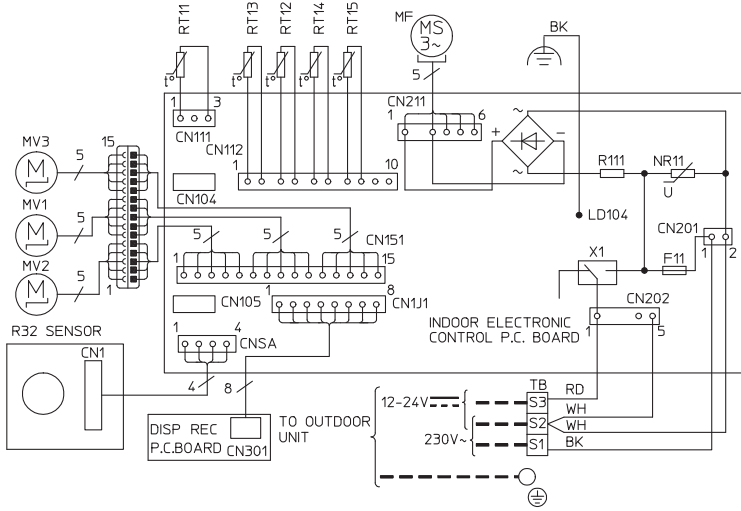 RT11
RT13
RT12
RT14
RT15
MF
MS
3~
BK
t°
t°
t°
t°
t°
5
1
3
CN111
CN211
1
6
MV3
15
5
M
CN112
1
10
+
~
−
~
R111
NR11
U
CN104
LD104
MV1
5
M
5
5
5
CN151
CN201
1
2
MV2
5
M
1
1
15
X1
F11
CN105
1
8
CN1J1
CN202
1
5
R32 SENSOR
CN1
1
4
CNSA
INDOOR ELECTRONIC
CONTROL P.C. BOARD
4
8
DISP REC
P.C.BOARD
CN301
TO OUTDOOR
UNIT
12-24V
230V~
TB
S3
S2
S1
RD
WH
WH
BK